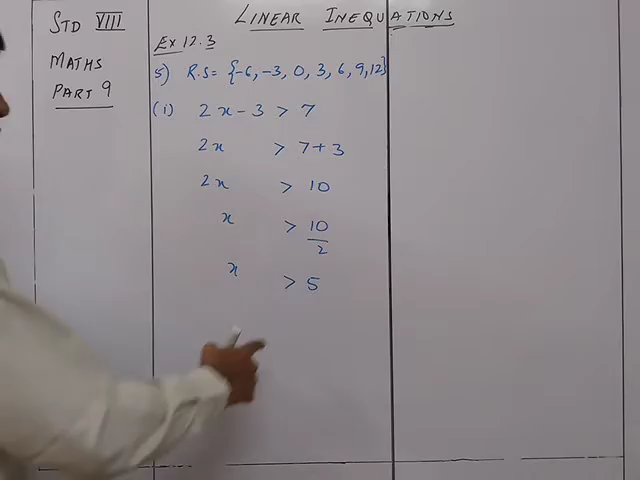 LINEAR INEQUATIONS
STD VIII
MATHS
PART 9
Ex 12.3
5) R.S = {-6, -3, 0, 3, 6, 9, 12}
(1) 2x - 3 > 7
2x > 7 + 3
2x > 10
x > 10/2
x > 5